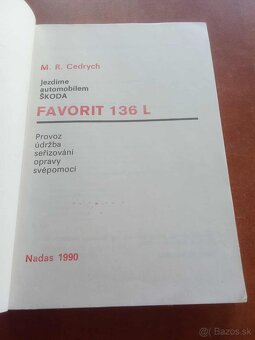 M. R. Cedrych
Jezdíme
automobilem
ŠKODA
FAVORIT 136 L
Provoz
údržba
seřizování
opravy
svépomocí
Nadas 1990
Bazos.sk